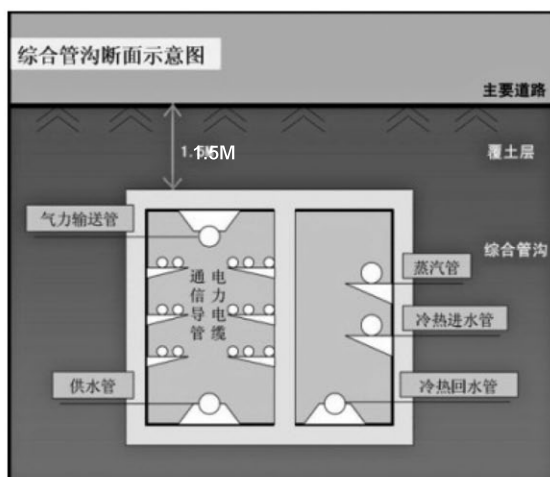 综合管沟断面示意图
主要道路
1.5M
覆土层
气力输送管
综合管沟
蒸汽管
通信导管
电力电缆
冷热进水管
供水管
冷热回水管